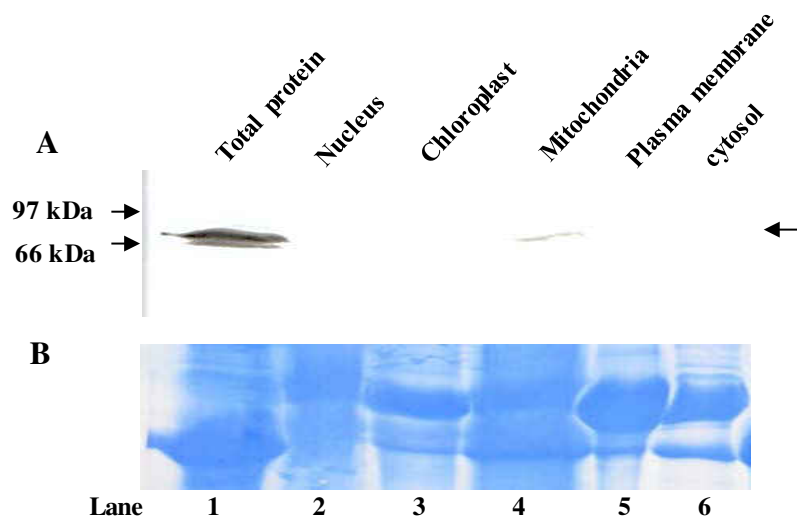 Total protein
Nucleus
Chloroplast
Mitochondria
Plasma membrane
cytosol
A
97 kDa
66 kDa
B
Lane 1 2 3 4 5 6